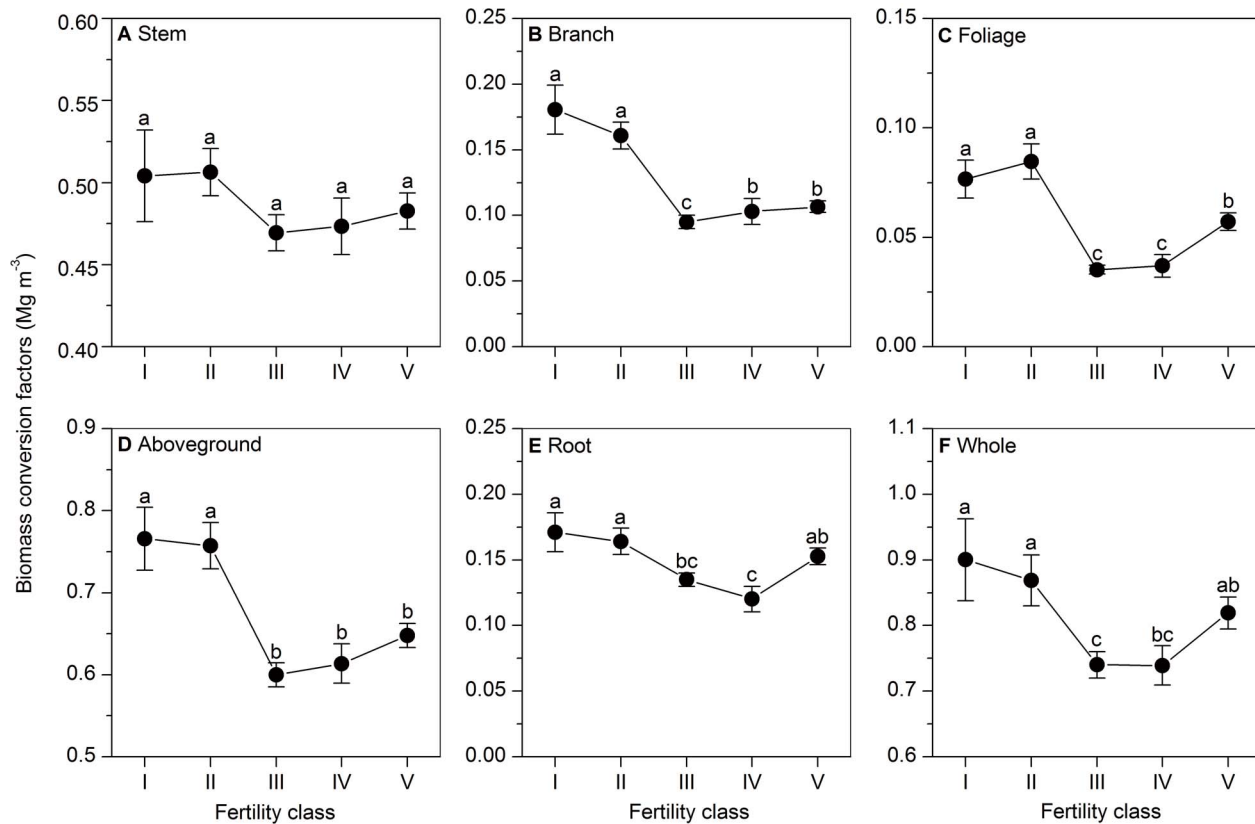 Biomass conversion factors (Mg m⁻³)
A Stem
0.60
0.55
0.50
0.45
0.40
a
a
a
a
a
I II III IV V
B Branch
0.25
0.20
0.15
0.10
0.05
0.00
a
a
c
b
b
I II III IV V
C Foliage
0.15
0.10
0.05
0.00
a
a
c
c
b
I II III IV V
D Aboveground
0.9
0.8
0.7
0.6
0.5
a
a
b
b
b
I II III IV V
Fertility class
E Root
0.25
0.20
0.15
0.10
0.05
0.00
a
a
bc
c
ab
I II III IV V
Fertility class
F Whole
1.1
1.0
0.9
0.8
0.7
0.6
a
a
c
bc
ab
I II III IV V
Fertility class